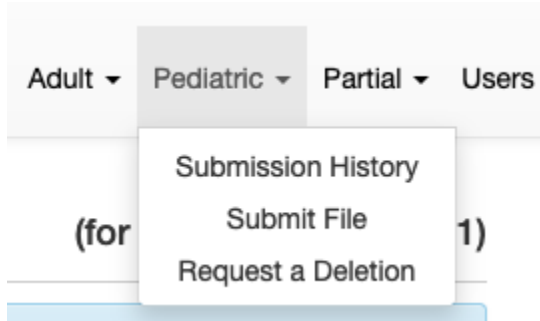 Adult Pediatric Partial Users
Submission History
Submit File
Request a Deletion
(for 1)